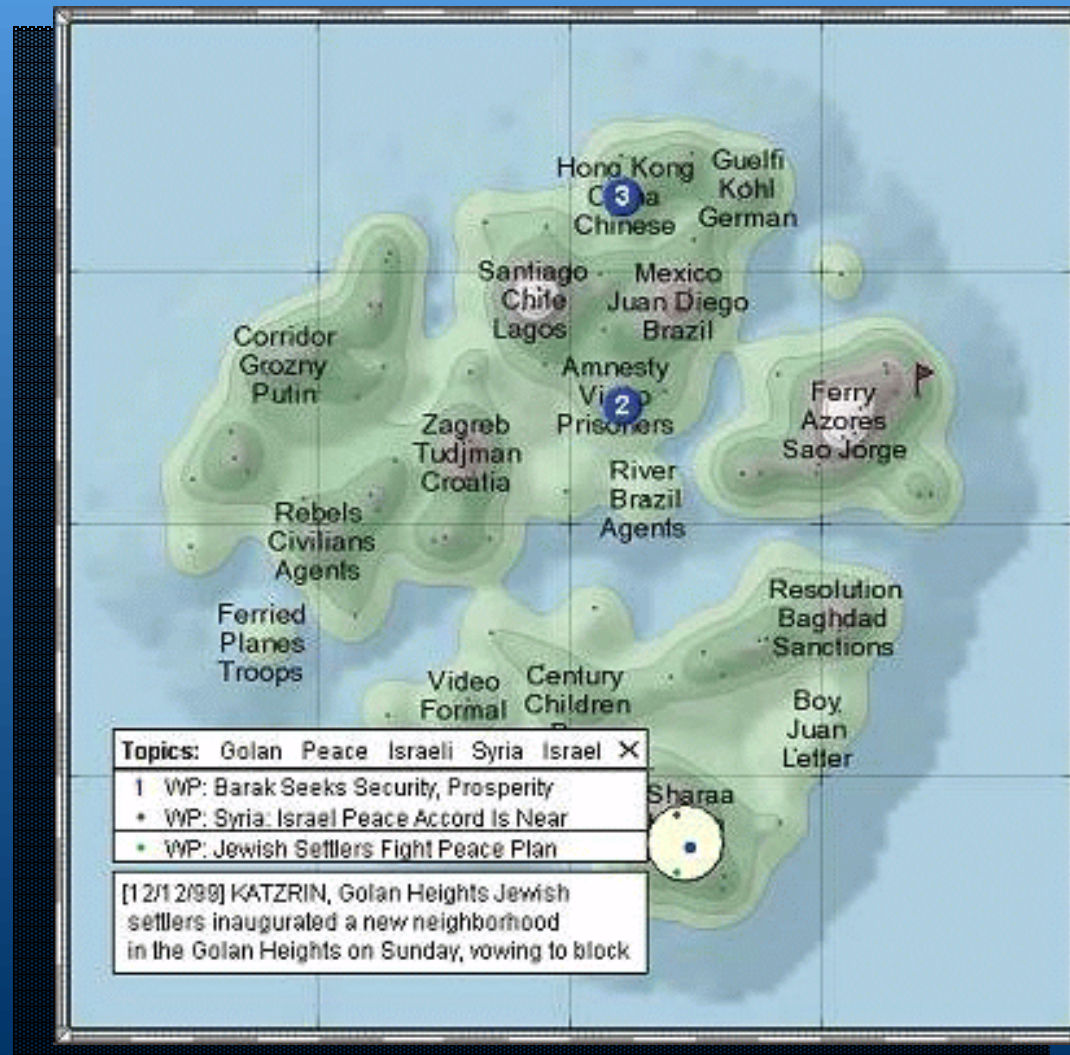 Hong Kong
3
Chinese
Guelfi
Kohl
German
Santiago
Chile
Lagos
Mexico
Juan Diego
Brazil
Corridor
Grozny
Putin
Amnesty
2
Prisoners
Ferry
Azores
Sao Jorge
Zagreb
Tudjman
Croatia
River
Brazil
Agents
Rebels
Civilians
Agents
Ferried
Planes
Troops
Resolution
Baghdad
Sanctions
Video
Formal
Century
Children
Boy
Juan
Letter
Sharaa
Topics: Golan Peace Israeli Syria Israel X
1 WP: Barak Seeks Security, Prosperity
• WP: Syria: Israel Peace Accord Is Near
• WP: Jewish Settlers Fight Peace Plan
[12/12/99] KATZRIN, Golan Heights Jewish
settlers inaugurated a new neighborhood
in the Golan Heights on Sunday, vowing to block